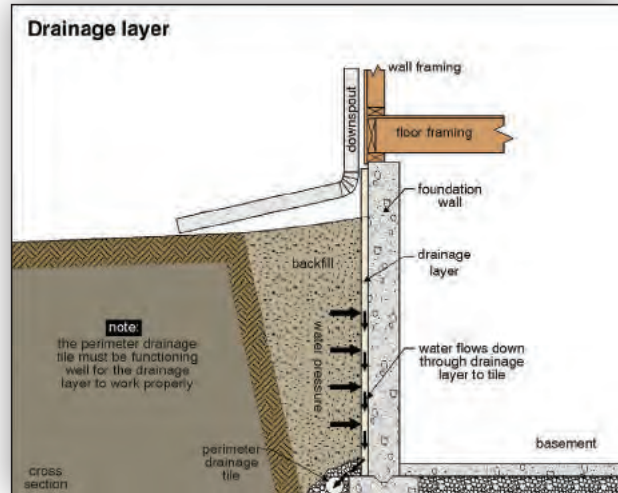 Drainage layer
wall framing
downspout
floor framing
foundation
wall
backfill
drainage
layer
note:
the perimeter drainage
tile must be functioning
well for the drainage
layer to work properly
water pressure
water flows down
through drainage
layer to tile
perimeter
drainage
tile
basement
cross
section